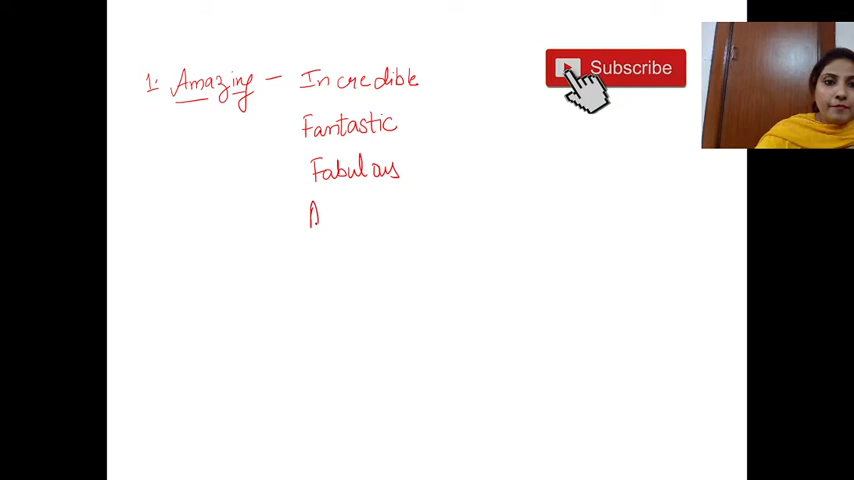 1. Amazing - Incredible
Subscribe
Fantastic
Fabulous
A